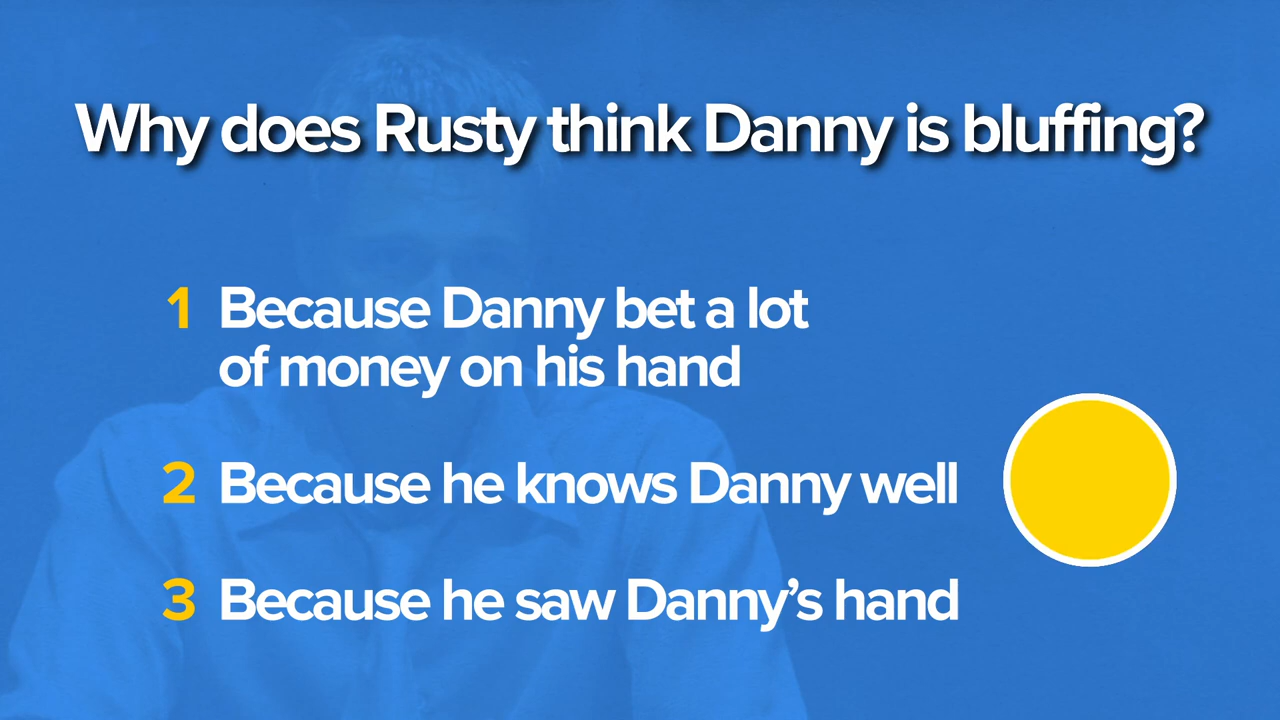 Why does Rusty think Danny is bluffing?
1 Because Danny bet a lot
of money on his hand
2 Because he knows Danny well
3 Because he saw Danny’s hand